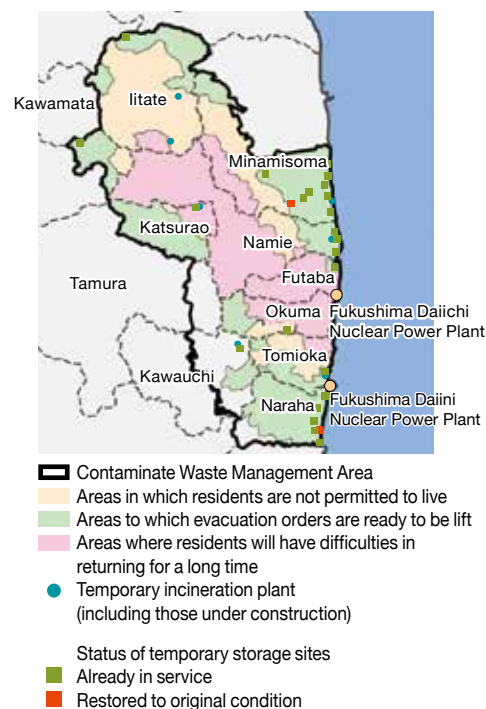 Kawamata
Iitate
Minamisoma
Katsurao
Namie
Tamura
Futaba
Okuma
Fukushima Daiichi
Nuclear Power Plant
Tomioka
Kawauchi
Naraha
Fukushima Daini
Nuclear Power Plant
Contaminate Waste Management Area
Areas in which residents are not permitted to live
Areas to which evacuation orders are ready to be lift
Areas where residents will have difficulties in
returning for a long time
Temporary incineration plant
(including those under construction)
Status of temporary storage sites
Already in service
Restored to original condition